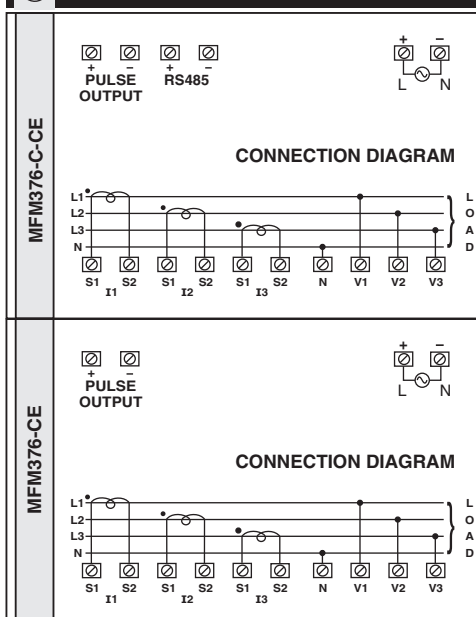 MFM376-C-CE
+ − + − + −
PULSE OUTPUT
RS485
L N
CONNECTION DIAGRAM
L1 L
L2 O
L3 A
N D
S1 S2 S1 S2 S1 S2 N V1 V2 V3
I1 I2 I3
MFM376-CE
+ − + −
PULSE
OUTPUT
L N
CONNECTION DIAGRAM
L1 L
L2 O
L3 A
N D
S1 S2 S1 S2 S1 S2 N V1 V2 V3
I1 I2 I3